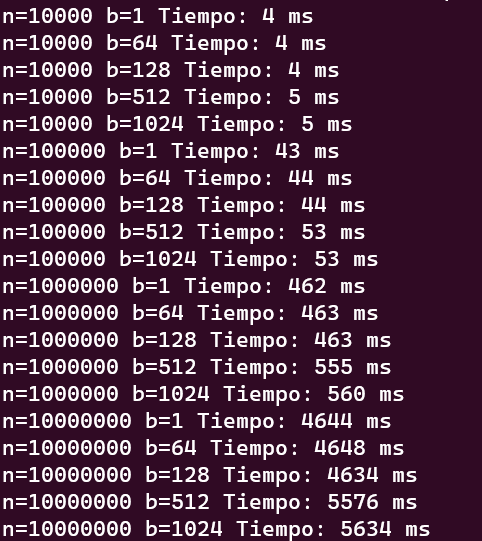 n=10000 b=1 Tiempo: 4 ms
n=10000 b=64 Tiempo: 4 ms
n=10000 b=128 Tiempo: 4 ms
n=10000 b=512 Tiempo: 5 ms
n=10000 b=1024 Tiempo: 5 ms
n=100000 b=1 Tiempo: 43 ms
n=100000 b=64 Tiempo: 44 ms
n=100000 b=128 Tiempo: 44 ms
n=100000 b=512 Tiempo: 53 ms
n=100000 b=1024 Tiempo: 53 ms
n=1000000 b=1 Tiempo: 462 ms
n=1000000 b=64 Tiempo: 463 ms
n=1000000 b=128 Tiempo: 463 ms
n=1000000 b=512 Tiempo: 555 ms
n=1000000 b=1024 Tiempo: 560 ms
n=10000000 b=1 Tiempo: 4644 ms
n=10000000 b=64 Tiempo: 4648 ms
n=10000000 b=128 Tiempo: 4634 ms
n=10000000 b=512 Tiempo: 5576 ms
n=10000000 b=1024 Tiempo: 5634 ms